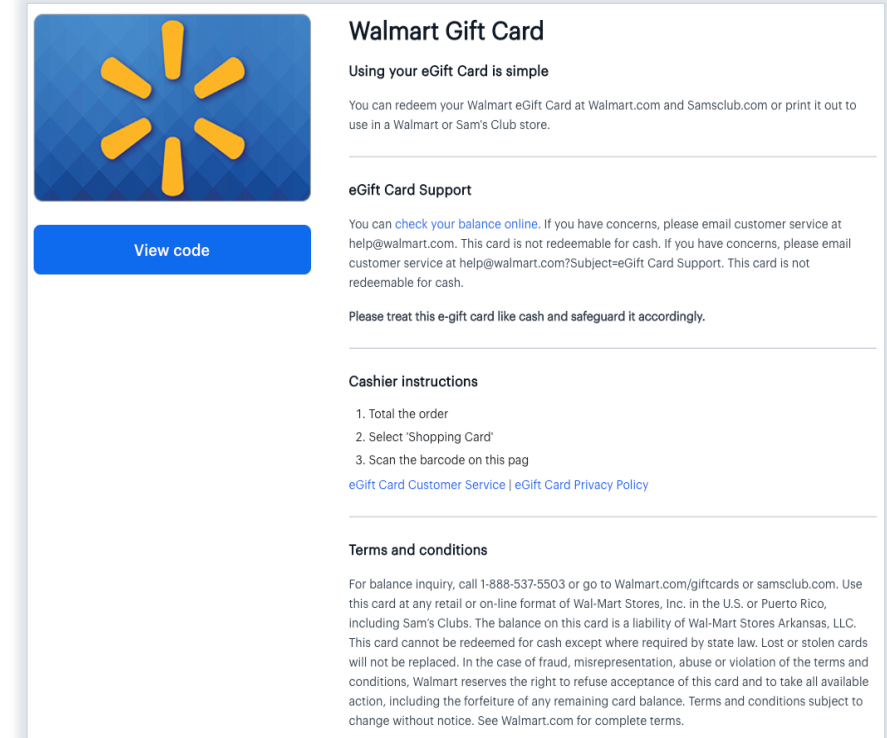 Walmart Gift Card
Using your eGift Card is simple
You can redeem your Walmart eGift Card at Walmart.com and Samsclub.com or print it out to
use in a Walmart or Sam's Club store.
View code
eGift Card Support
You can check your balance online. If you have concerns, please email customer service at
help@walmart.com. This card is not redeemable for cash. If you have concerns, please email
customer service at help@walmart.com?Subject=eGift Card Support. This card is not
redeemable for cash.
Please treat this e-gift card like cash and safeguard it accordingly.
Cashier instructions
1. Total the order
2. Select 'Shopping Card'
3. Scan the barcode on this pag
eGift Card Customer Service | eGift Card Privacy Policy
Terms and conditions
For balance inquiry, call 1-888-537-5503 or go to Walmart.com/giftcards or samsclub.com. Use
this card at any retail or on-line format of Wal-Mart Stores, Inc. in the U.S. or Puerto Rico,
including Sam's Clubs. The balance on this card is a liability of Wal-Mart Stores Arkansas, LLC.
This card cannot be redeemed for cash except where required by state law. Lost or stolen cards
will not be replaced. In the case of fraud, misrepresentation, abuse or violation of the terms and
conditions, Walmart reserves the right to refuse acceptance of this card and to take all available
action, including the forfeiture of any remaining card balance. Terms and conditions subject to
change without notice. See Walmart.com for complete terms.